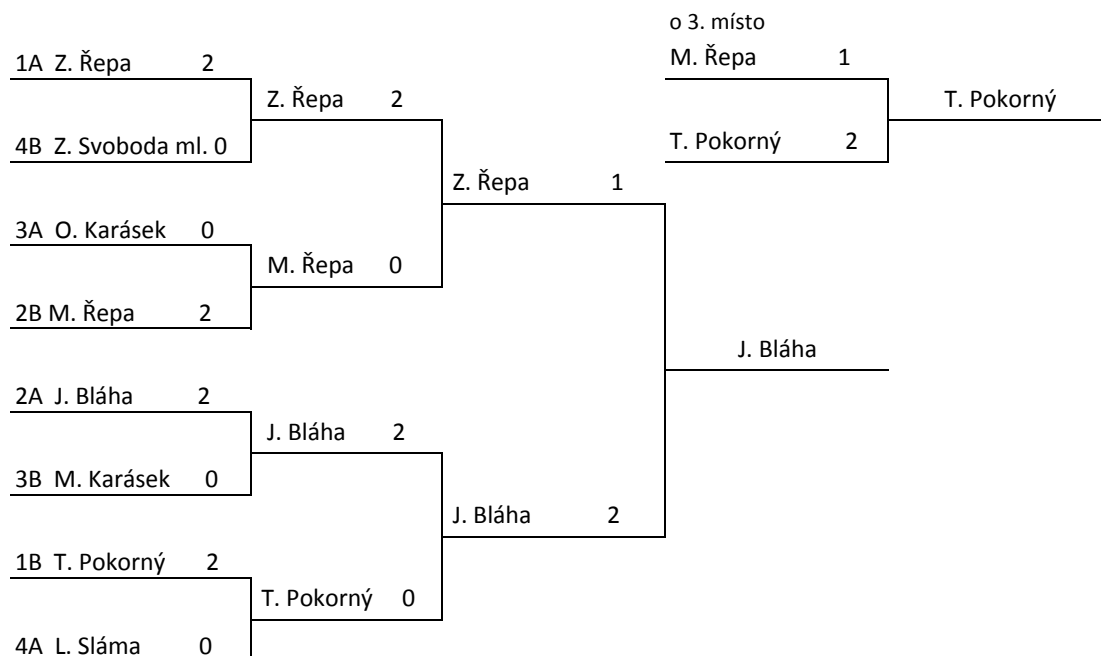 o 3. místo
M. Řepa 1
T. Pokorný 2
T. Pokorný
1A Z. Řepa 2
4B Z. Svoboda ml. 0
3A O. Karásek 0
2B M. Řepa 2
2A J. Bláha 2
3B M. Karásek 0
1B T. Pokorný 2
4A L. Sláma 0
Z. Řepa 2
M. Řepa 0
J. Bláha 2
T. Pokorný 0
Z. Řepa 1
J. Bláha 2
J. Bláha